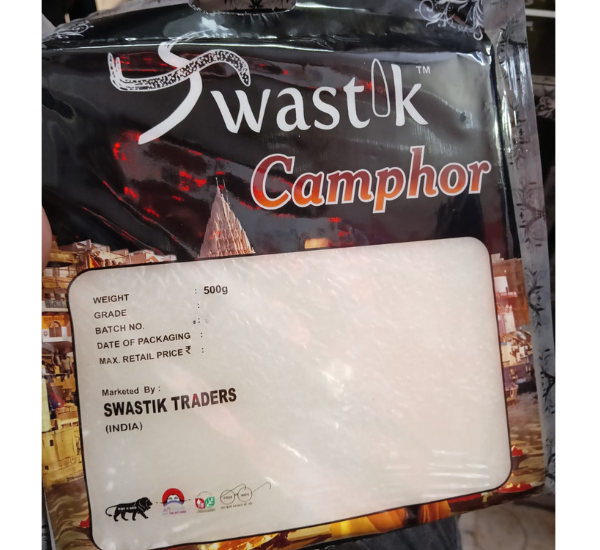 Swastik™
Camphor
WEIGHT : 500g
GRADE :
BATCH NO. :
DATE OF PACKAGING :
MAX. RETAIL PRICE ₹ :
Marketed By :
SWASTIK TRADERS
(INDIA)